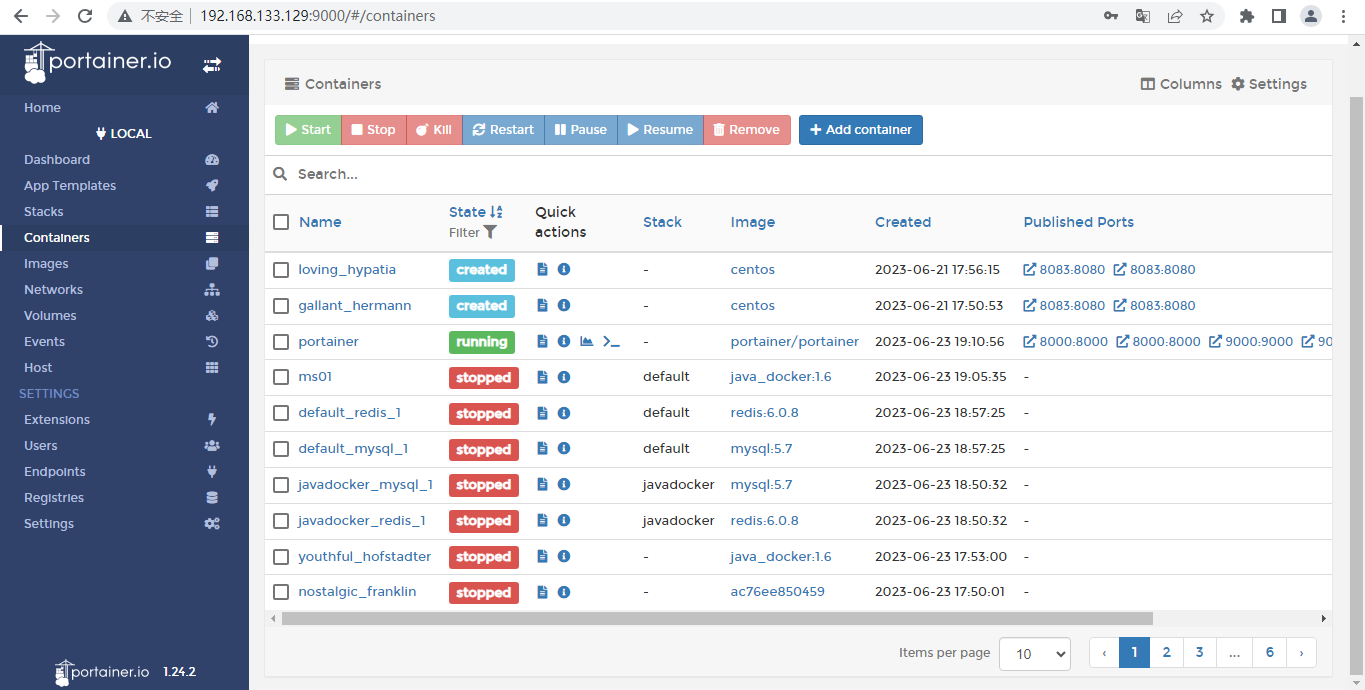 不安全 192.168.133.129:9000/#/containers
portainer.io
Home
LOCAL
Dashboard
App Templates
Stacks
Containers
Images
Networks
Volumes
Events
Host
SETTINGS
Extensions
Users
Endpoints
Registries
Settings
portainer.io 1.24.2
Containers Columns Settings
Start Stop Kill Restart Pause Resume Remove Add container
Search...
Name State Filter Quick actions Stack Image Created Published Ports
loving_hypatia created - centos 2023-06-21 17:56:15 8083:8080 8083:8080
gallant_hermann created - centos 2023-06-21 17:50:53 8083:8080 8083:8080
portainer running - portainer/portainer 2023-06-23 19:10:56 8000:8000 8000:8000 9000:9000 90
ms01 stopped default java_docker:1.6 2023-06-23 19:05:35 -
default_redis_1 stopped default redis:6.0.8 2023-06-23 18:57:25 -
default_mysql_1 stopped default mysql:5.7 2023-06-23 18:57:25 -
javadocker_mysql_1 stopped javadocker mysql:5.7 2023-06-23 18:50:32 -
javadocker_redis_1 stopped javadocker redis:6.0.8 2023-06-23 18:50:32 -
youthful_hofstadter stopped - java_docker:1.6 2023-06-23 17:53:00 -
nostalgic_franklin stopped - ac76ee850459 2023-06-23 17:50:01 -
Items per page 10 ‹ 1 2 3 ... 6 ›